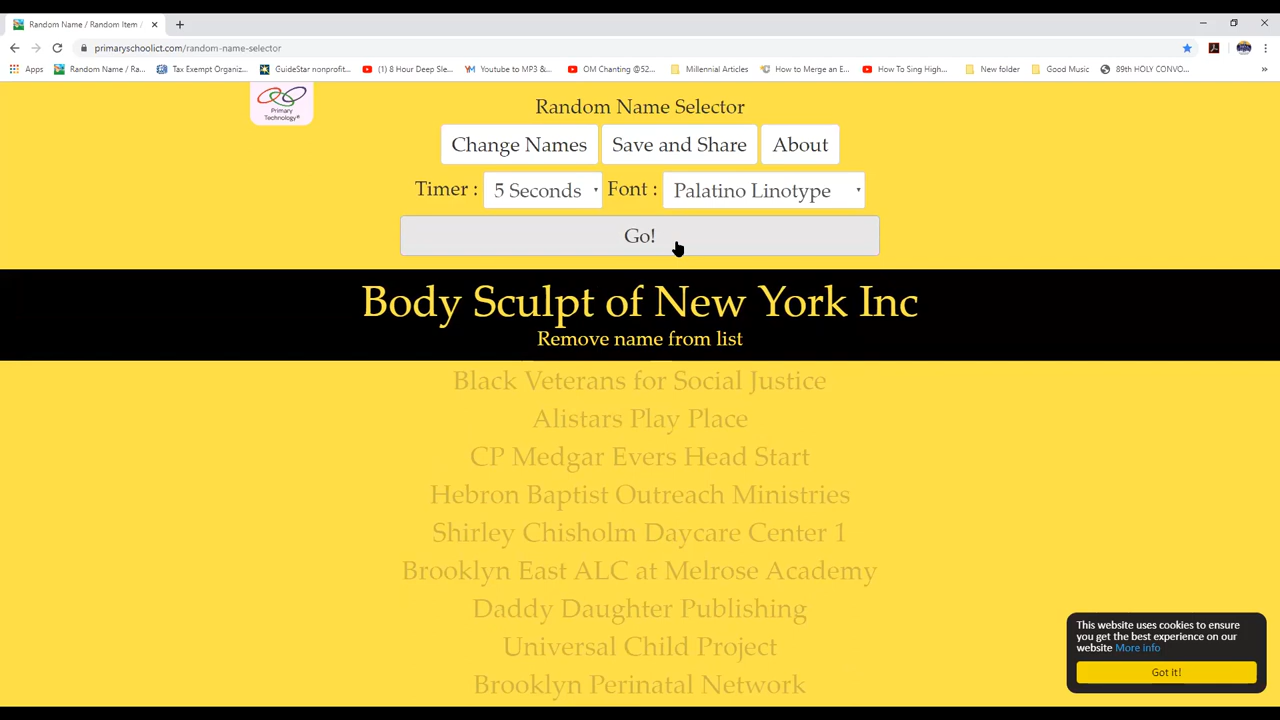 Random Name / Random Item /
primaryschoolict.com/random-name-selector
Apps
Random Name / Ra...
Tax Exempt Organiz...
GuideStar nonprofit...
(1) 8 Hour Deep Sle...
Youtube to MP3 &...
OM Chanting @52...
Millennial Articles
How to Merge an E...
How To Sing High...
New folder
Good Music
89th HOLY CONVO...
»
Primary
Technology®
Random Name Selector
Change Names
Save and Share
About
Timer :
5 Seconds
Font :
Palatino Linotype
Go!
Body Sculpt of New York Inc
Remove name from list
Black Veterans for Social Justice
Alistars Play Place
CP Medgar Evers Head Start
Hebron Baptist Outreach Ministries
Shirley Chisholm Daycare Center 1
Brooklyn East ALC at Melrose Academy
Daddy Daughter Publishing
Universal Child Project
Brooklyn Perinatal Network
This website uses cookies to ensure
you get the best experience on our
website More info
Got it!